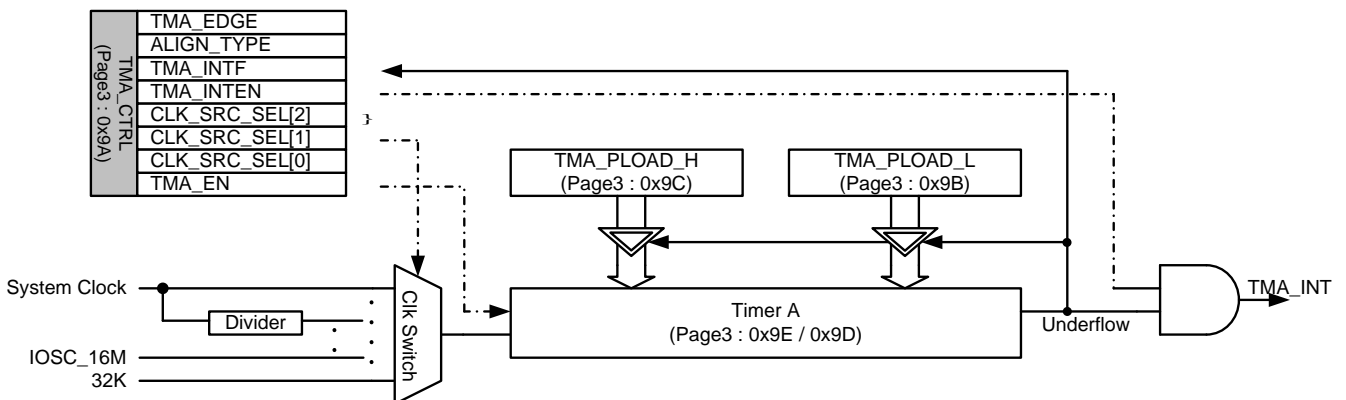 TMA_EDGE
ALIGN_TYPE
TMA_INTF
TMA_INTEN
CLK_SRC_SEL[2]
CLK_SRC_SEL[1]
CLK_SRC_SEL[0]
TMA_EN
TMA_CTRL
(Page3 : 0x9A)
TMA_PLOAD_H
(Page3 : 0x9C)
TMA_PLOAD_L
(Page3 : 0x9B)
System Clock
Divider
IOSC_16M
32K
Clk Switch
Timer A
(Page3 : 0x9E / 0x9D)
Underflow
TMA_INT